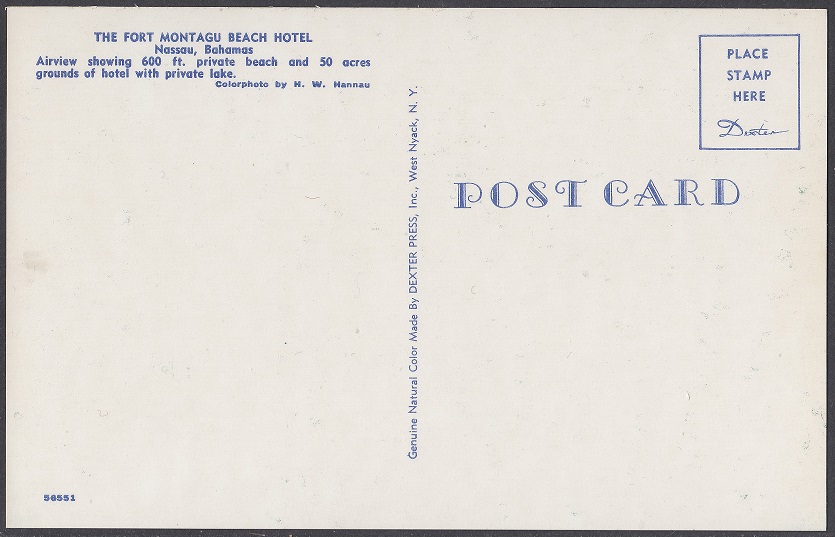 THE FORT MONTAGU BEACH HOTEL
Nassau, Bahamas
Airview showing 600 ft. private beach and 50 acres
grounds of hotel with private lake.
Colorphoto by H. W. Hannau
PLACE
STAMP
HERE
Dexter
POST CARD
Genuine Natural Color Made By DEXTER PRESS, Inc., West Nyack, N. Y.
56551